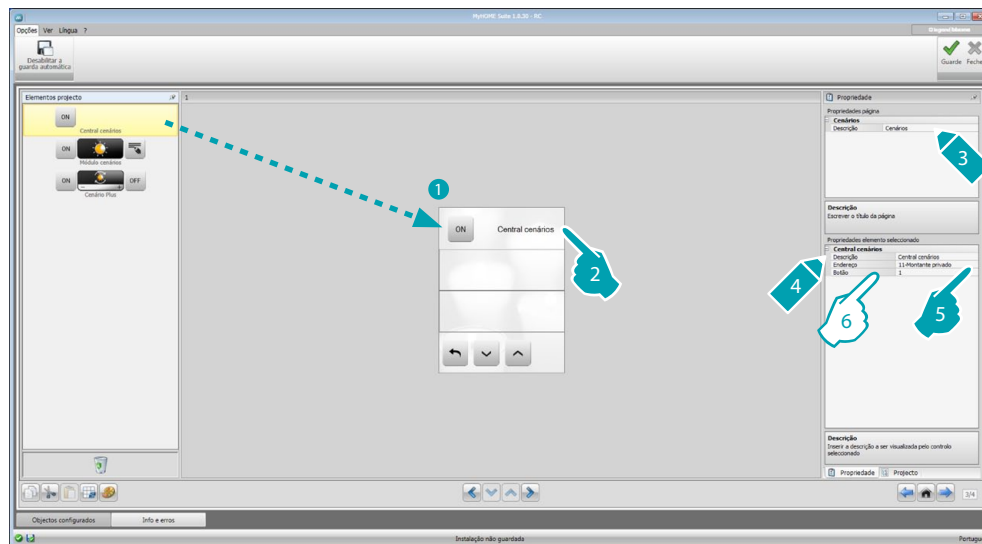 MyHOME Suite 1.0.30 - RC
Opções Ver Língua ?
Desabilitar a
guarda automática
Guarde Feche
Elementos projecto
ON
Central cenários
ON
Módulo cenários
ON OFF
Cenário Plus
1
1
ON Central cenários
2
Propriedade
Propriedades página
Cenários
Descrição Cenários
3
Descrição
Escrever o título da página
Propriedades elemento seleccionado
Central cenários
Descrição Central cenários
Endereço 11-Montante privado
Botão 1
4
5
6
Descrição
Inserir a descrição a ser visualizada pelo controlo
seleccionado
Propriedade Projecto
3/4
Objectos configurados Info e erros
Instalação não guardada
Portugu